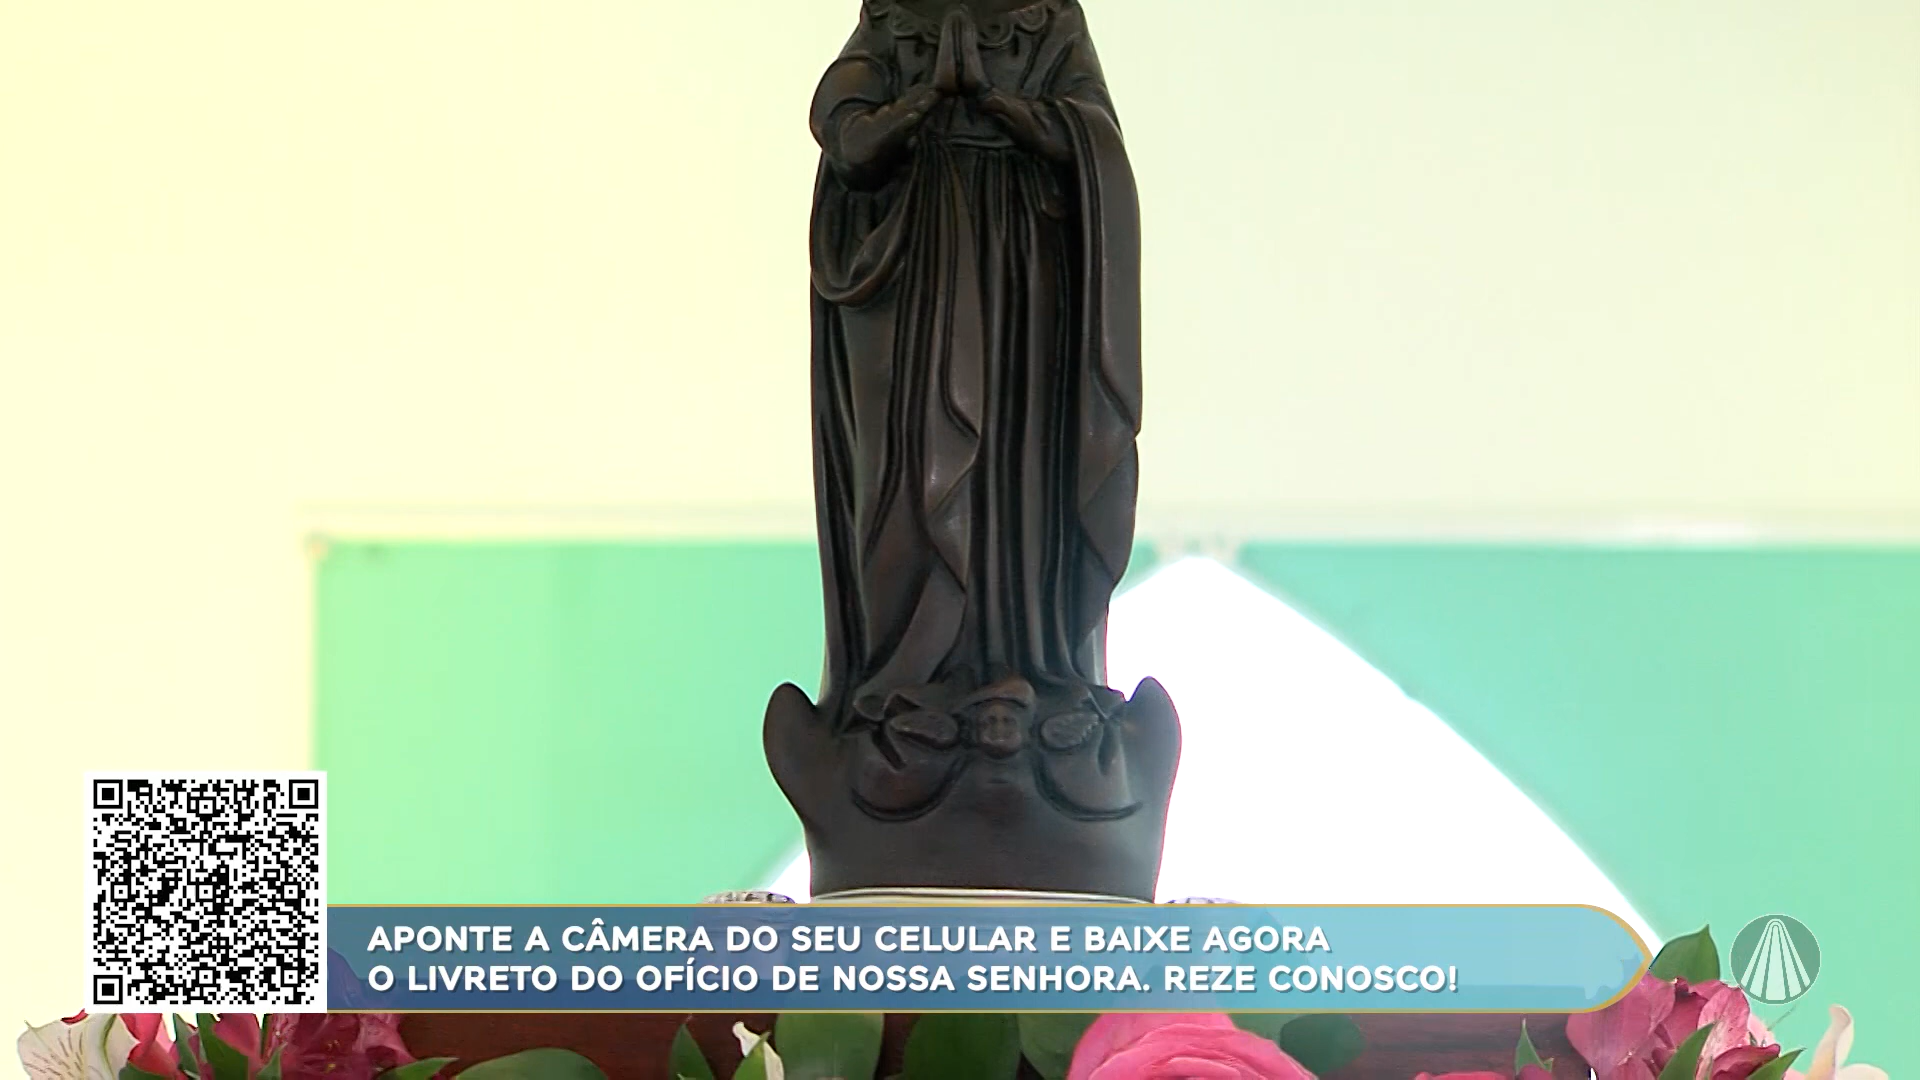 APONTE A CÂMERA DO SEU CELULAR E BAIXE AGORA
O LIVRETO DO OFÍCIO DE NOSSA SENHORA. REZE CONOSCO!